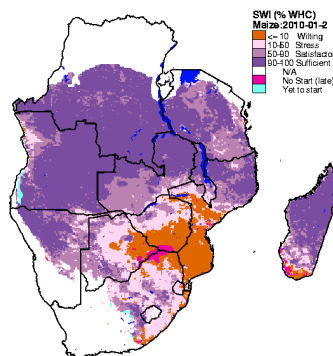 SWI (% WHC)
Maize:2010-01-2
<= 10 Wilting
10-50 Stress
50-90 Satisfactor
90-100 Sufficient
N/A
No Start (late)
Yet to start